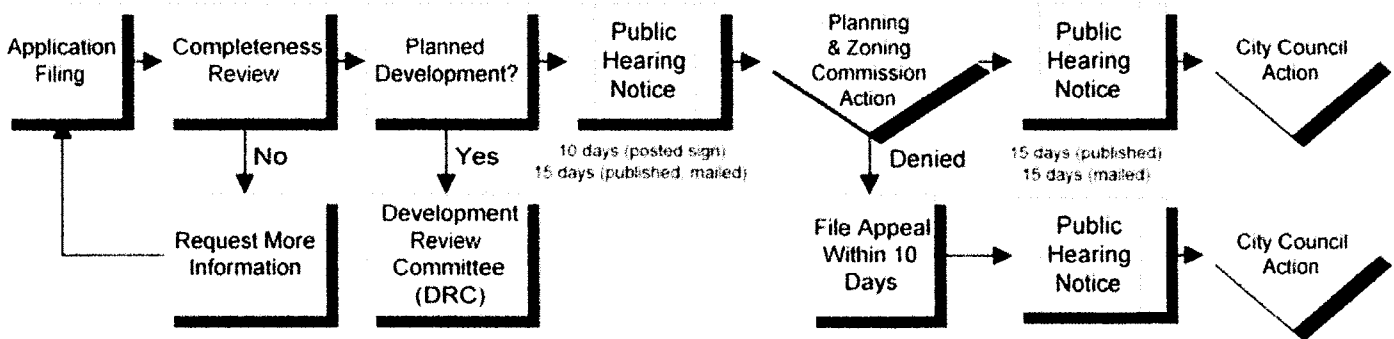 Application
Filing
Completeness
Review
Planned
Development?
Public
Hearing
Notice
Planning
& Zoning
Commission
Action
Public
Hearing
Notice
City Council
Action
No
Yes
10 days (posted sign)
15 days (published, mailed)
Denied
15 days (published)
15 days (mailed)
Request More
Information
Development
Review
Committee
(DRC)
File Appeal
Within 10
Days
Public
Hearing
Notice
City Council
Action